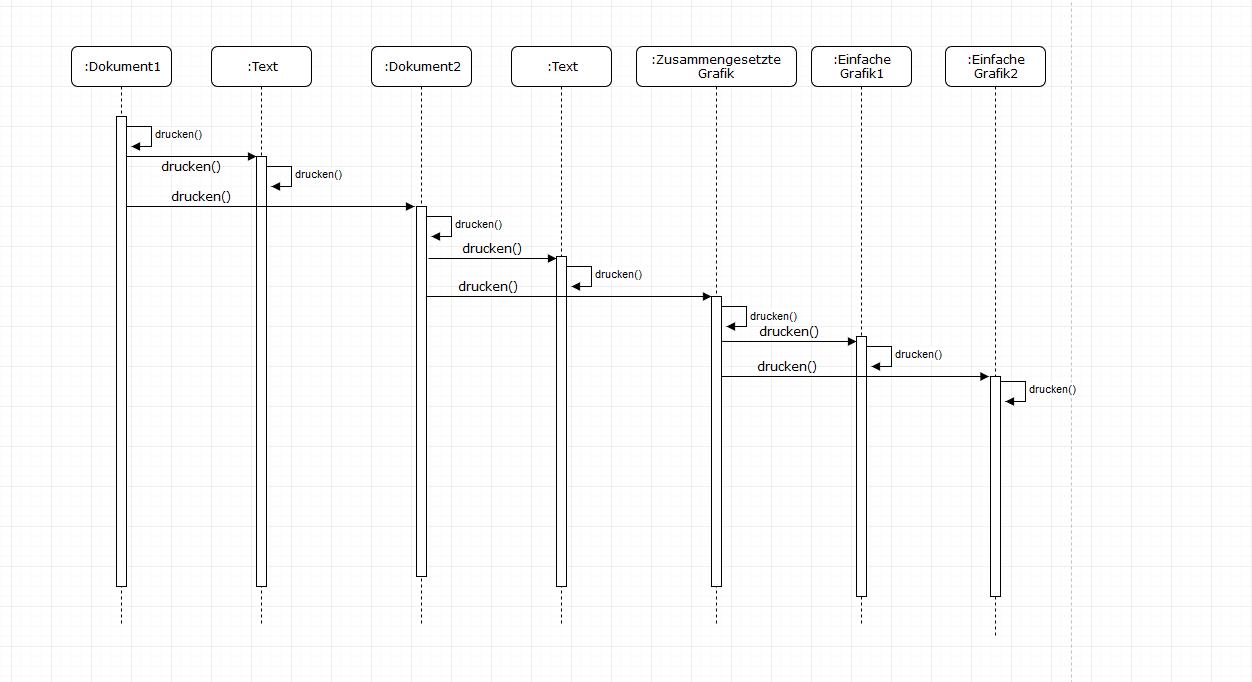 :Dokument1
:Text
:Dokument2
:Text
:Zusammengesetzte
Grafik
:Einfache
Grafik1
:Einfache
Grafik2
drucken()
drucken()
drucken()
drucken()
drucken()
drucken()
drucken()
drucken()
drucken()
drucken()
drucken()
drucken()
drucken()